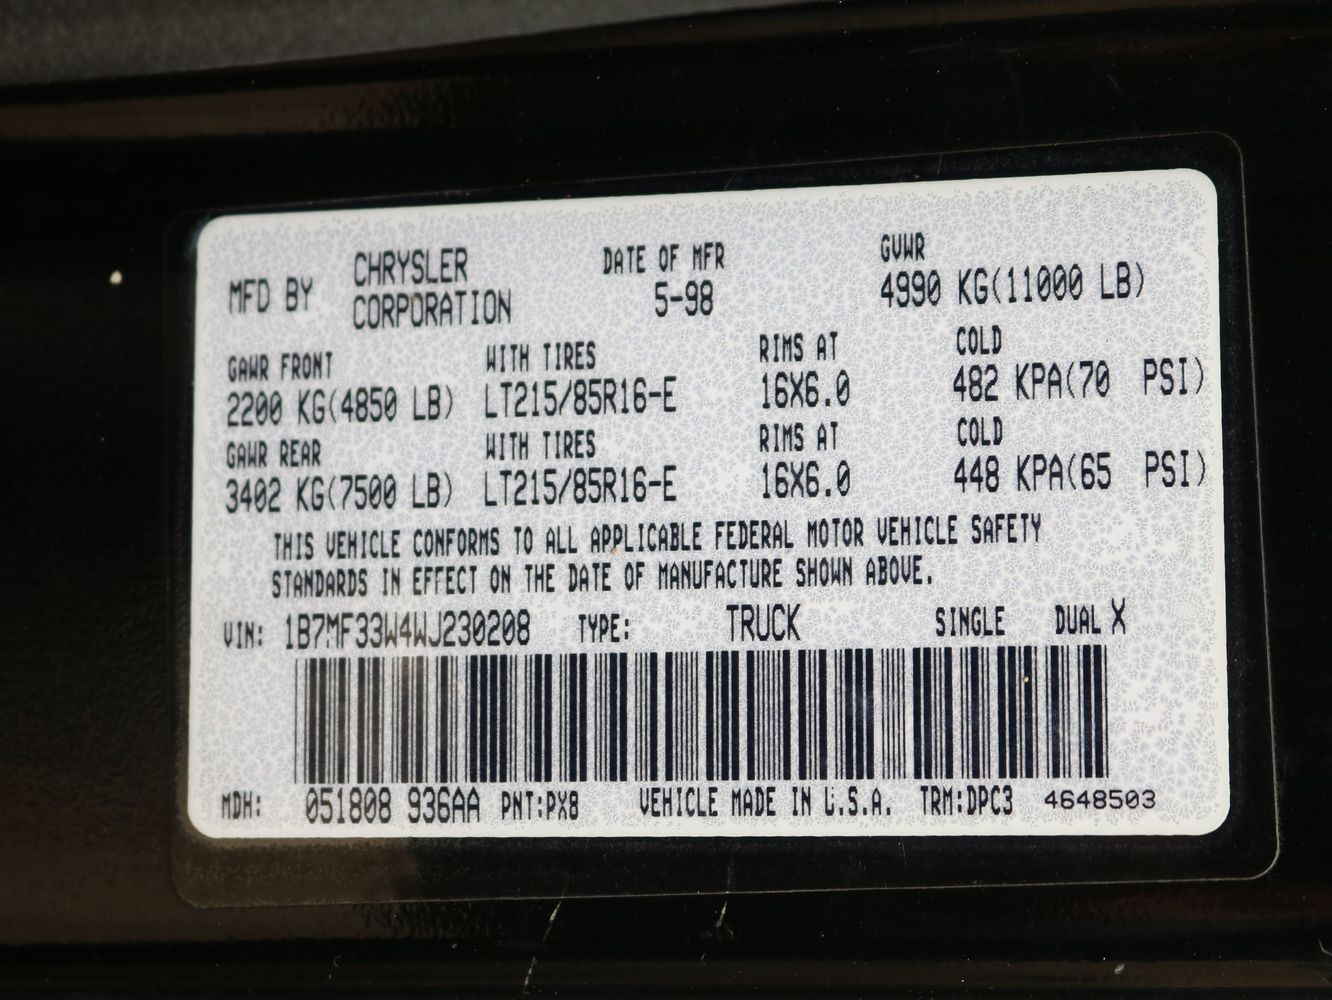 MFD BY CHRYSLER CORPORATION DATE OF MFR 5-98 GVWR 4990 KG(11000 LB)
GAWR FRONT WITH TIRES RIMS AT COLD
2200 KG(4850 LB) LT215/85R16-E 16X6.0 482 KPA(70 PSI)
GAWR REAR WITH TIRES RIMS AT COLD
3402 KG(7500 LB) LT215/85R16-E 16X6.0 448 KPA(65 PSI)
THIS VEHICLE CONFORMS TO ALL APPLICABLE FEDERAL MOTOR VEHICLE SAFETY
STANDARDS IN EFFECT ON THE DATE OF MANUFACTURE SHOWN ABOVE.
VIN: 1B7MF33W4WJ230208 TYPE: TRUCK SINGLE DUAL X
MDH: 051808 936AA PNT:PX8 VEHICLE MADE IN U.S.A. TRM:DPC3 4648503